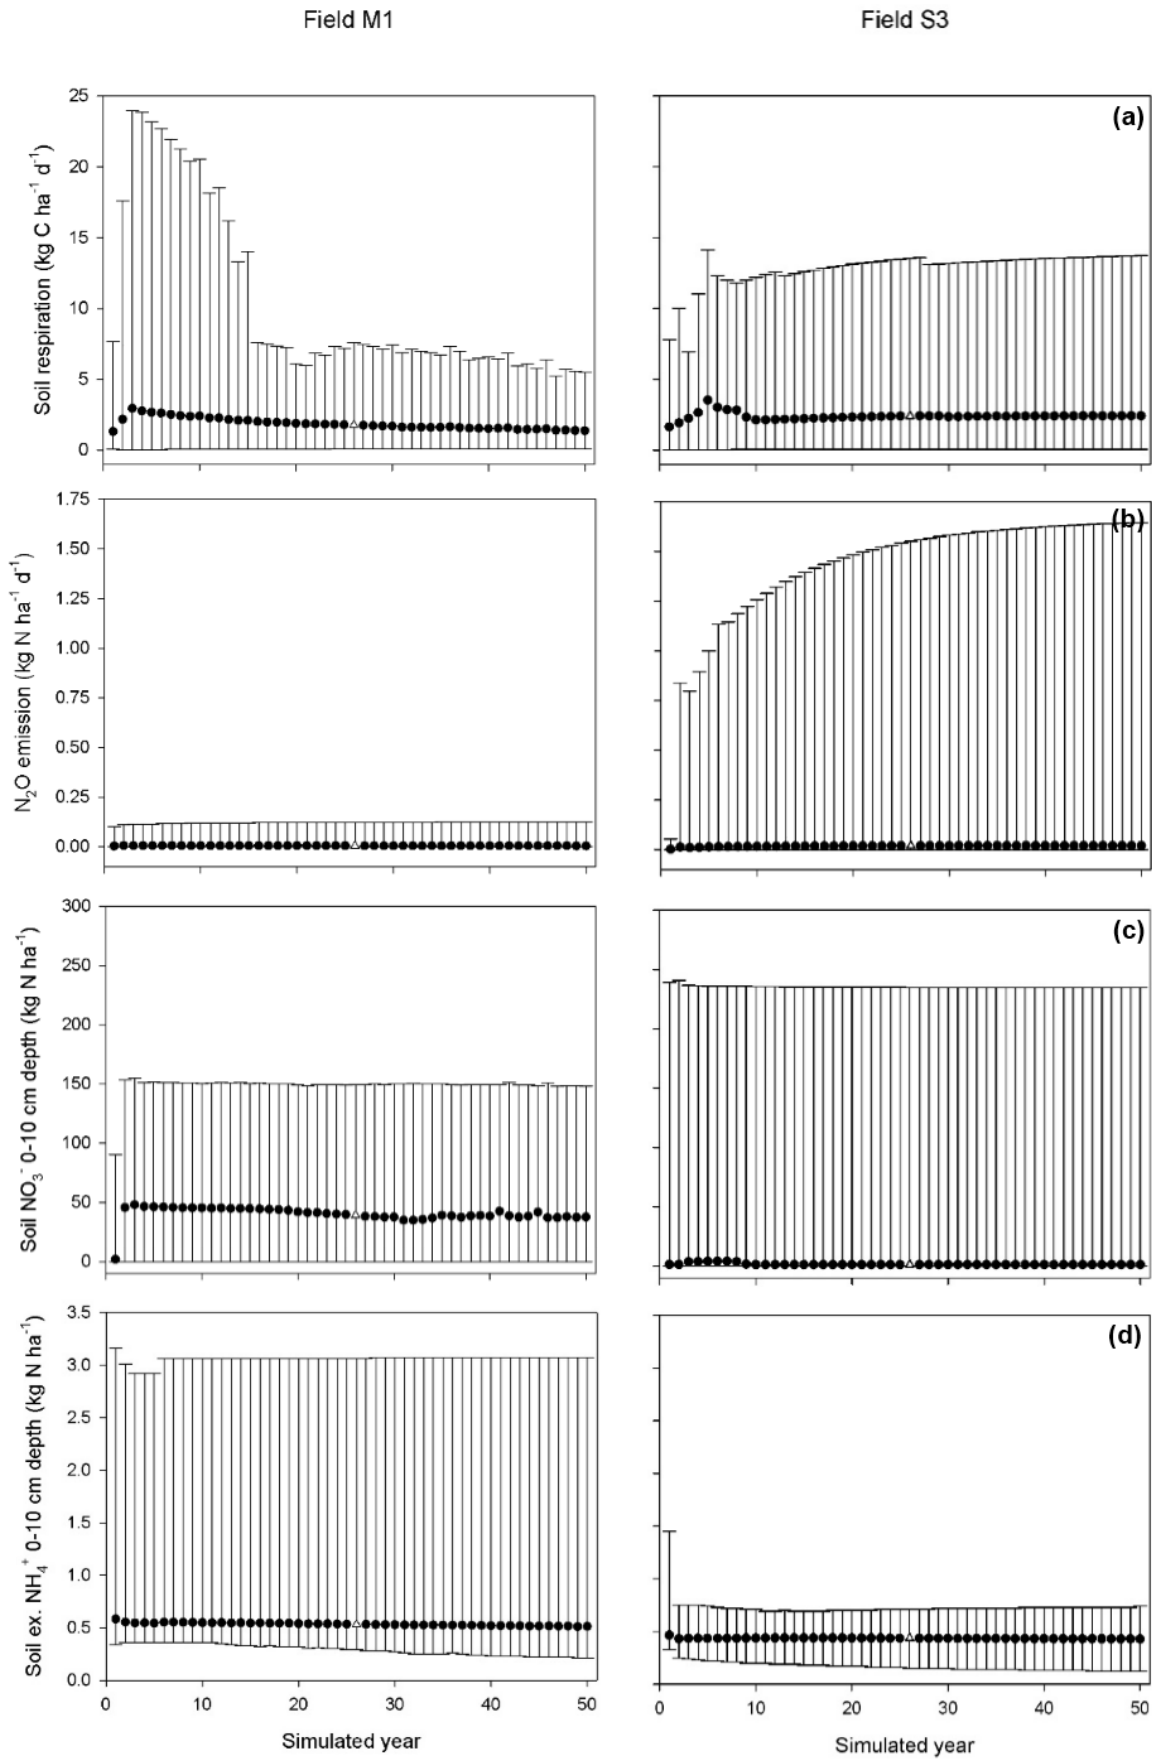 Field M1
Field S3
Soil respiration (kg C ha⁻¹ d⁻¹)
25
20
15
10
5
0
(a)
N₂O emission (kg N ha⁻¹ d⁻¹)
1.75
1.50
1.25
1.00
0.75
0.50
0.25
0.00
(b)
Soil NO₃⁻ 0-10 cm depth (kg N ha⁻¹)
300
250
200
150
100
50
0
(c)
Soil ex. NH₄⁺ 0-10 cm depth (kg N ha⁻¹)
3.5
3.0
2.5
2.0
1.5
1.0
0.5
0.0
(d)
0 10 20 30 40 50
Simulated year
0 10 20 30 40 50
Simulated year